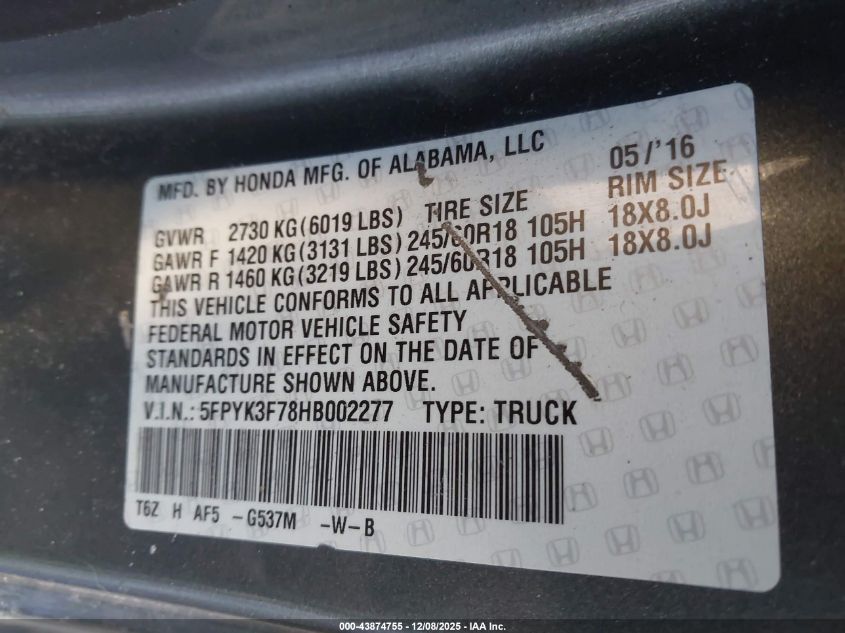 MFD. BY HONDA MFG. OF ALABAMA, LLC 05/'16
GVWR 2730 KG(6019 LBS) TIRE SIZE RIM SIZE
GAWR F 1420 KG(3131 LBS) 245/60R18 105H 18X8.0J
GAWR R 1460 KG(3219 LBS) 245/60R18 105H 18X8.0J
THIS VEHICLE CONFORMS TO ALL APPLICABLE
FEDERAL MOTOR VEHICLE SAFETY
STANDARDS IN EFFECT ON THE DATE OF
MANUFACTURE SHOWN ABOVE.
V.I.N.: 5FPYK3F78HB002277 TYPE: TRUCK
T6Z H AF5 -G537M -W-B
000-43874755 - 12/08/2025 - IAA Inc.